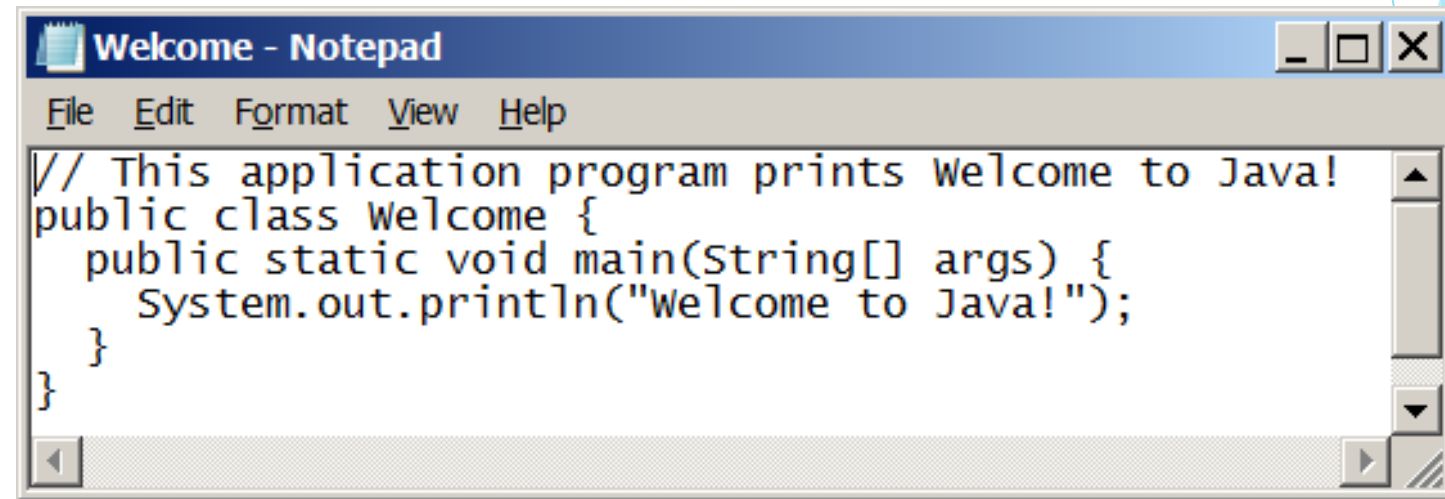 Welcome - Notepad
File Edit Format View Help
// This application program prints Welcome to Java!
public class Welcome {
  public static void main(String[] args) {
    System.out.println("Welcome to Java!");
  }
}